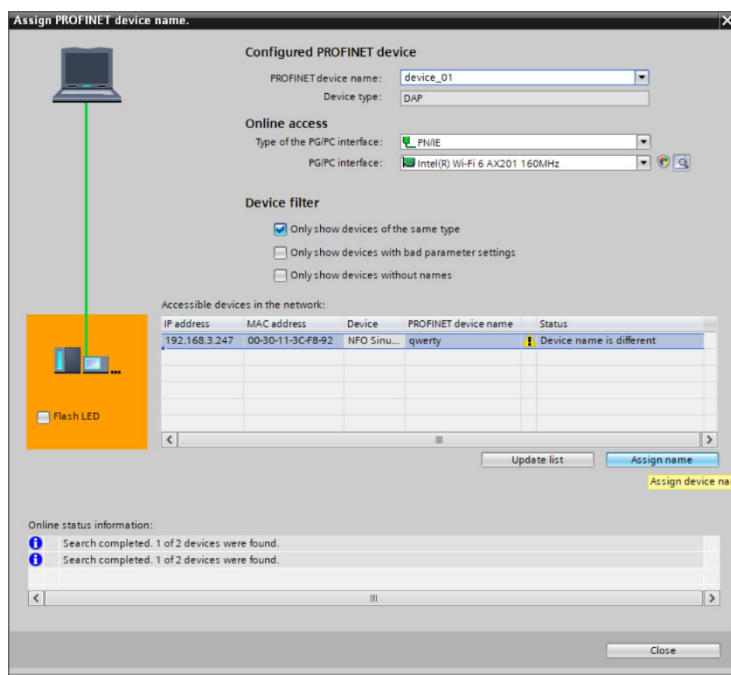 Assign PROFINET device name.
Configured PROFINET device
PROFINET device name: device_01
Device type: DAP
Online access
Type of the PG/PC interface: PN/IE
PG/PC interface: Intel(R) Wi-Fi 6 AX201 160MHz
Device filter
Only show devices of the same type
Only show devices with bad parameter settings
Only show devices without names
Accessible devices in the network:
IP address MAC address Device PROFINET device name Status
192.168.3.247 00-30-11-3C-F8-92 NFO Sinu... qwerty Device name is different
Flash LED
Update list Assign name
Assign device na
Online status information:
Search completed. 1 of 2 devices were found.
Search completed. 1 of 2 devices were found.
Close